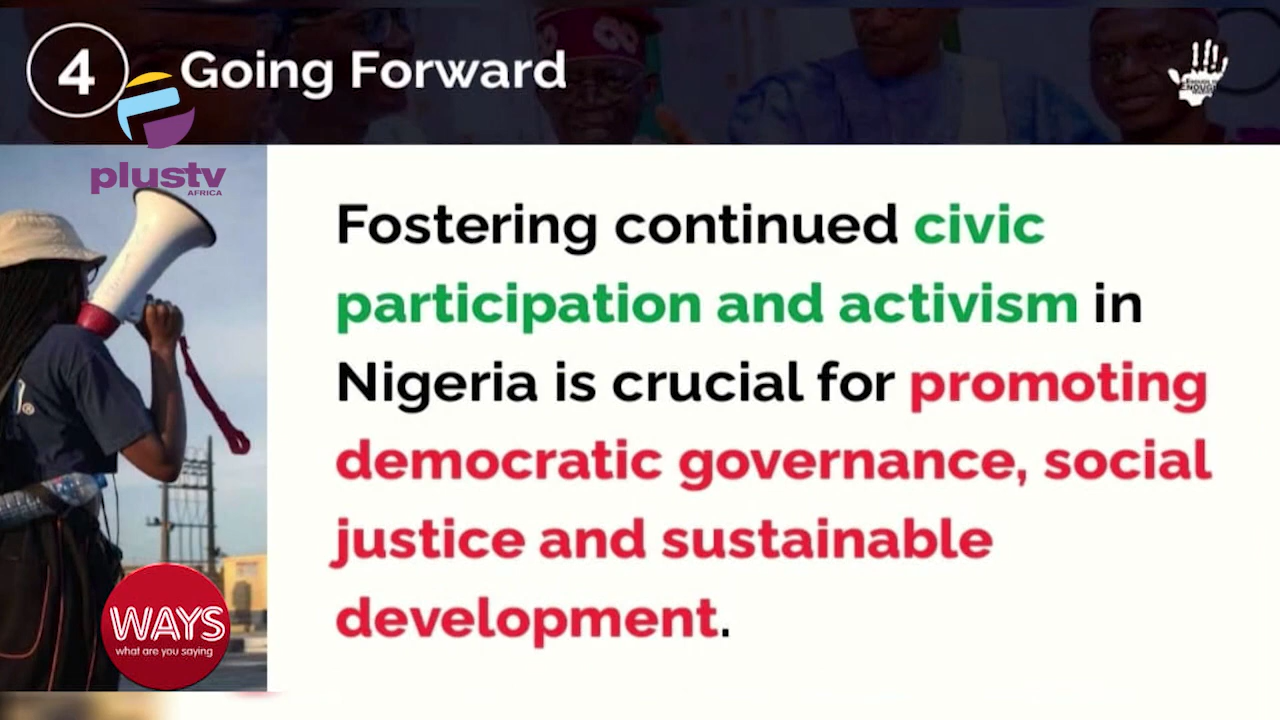 4 Going Forward
plustv
AFRICA
ENOUGH
Fostering continued civic
participation and activism in
Nigeria is crucial for promoting
democratic governance, social
justice and sustainable
development.
WAYS
what are you saying